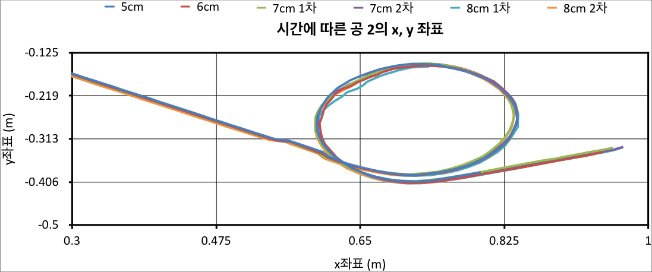 5cm 6cm 7cm 1차 7cm 2차 8cm 1차 8cm 2차
시간에 따른 공 2의 x, y 좌표
-0.125
-0.219
-0.313
-0.406
-0.5
y좌표 (m)
0.3 0.475 0.65 0.825 1
x좌표 (m)